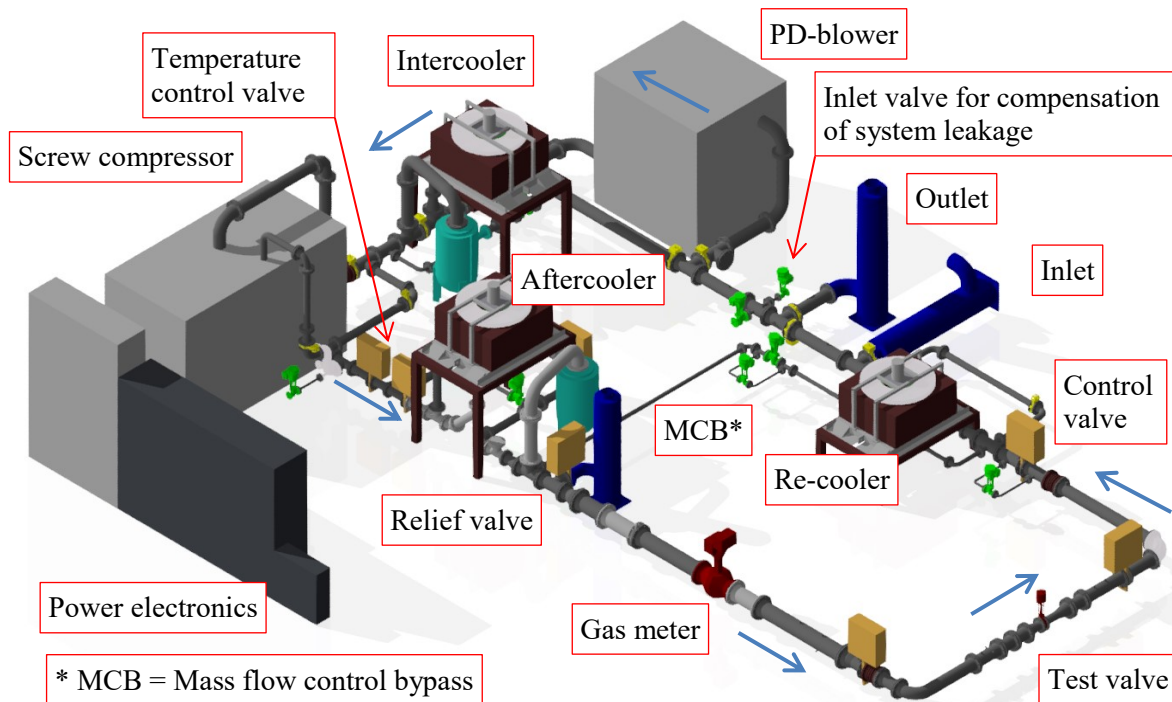 PD-blower
Intercooler
Temperature
control valve
Inlet valve for compensation
of system leakage
Screw compressor
Outlet
Inlet
Aftercooler
Control
valve
MCB*
Re-cooler
Relief valve
Power electronics
Gas meter
Test valve
* MCB = Mass flow control bypass